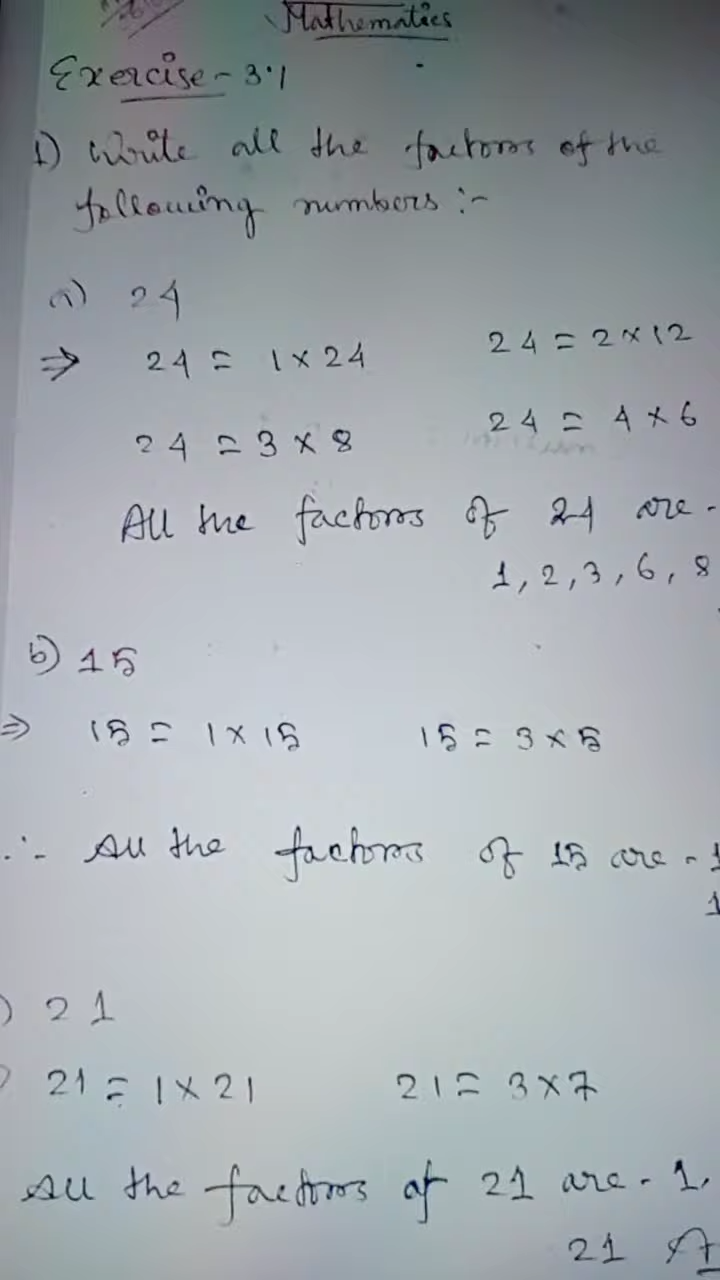 Mathematics
Exercise - 3.1
1) Write all the factors of the
following numbers :-
a) 24
⇒ 24 = 1 × 24 24 = 2 × 12
24 = 3 × 8 24 = 4 × 6
All the factors of 24 are -
1, 2, 3, 6, 8
b) 15
⇒ 15 = 1 × 15 15 = 3 × 5
∴ All the factors of 15 are - 1
1
) 21
21 = 1 × 21 21 = 3 × 7
All the factors of 21 are - 1,
21